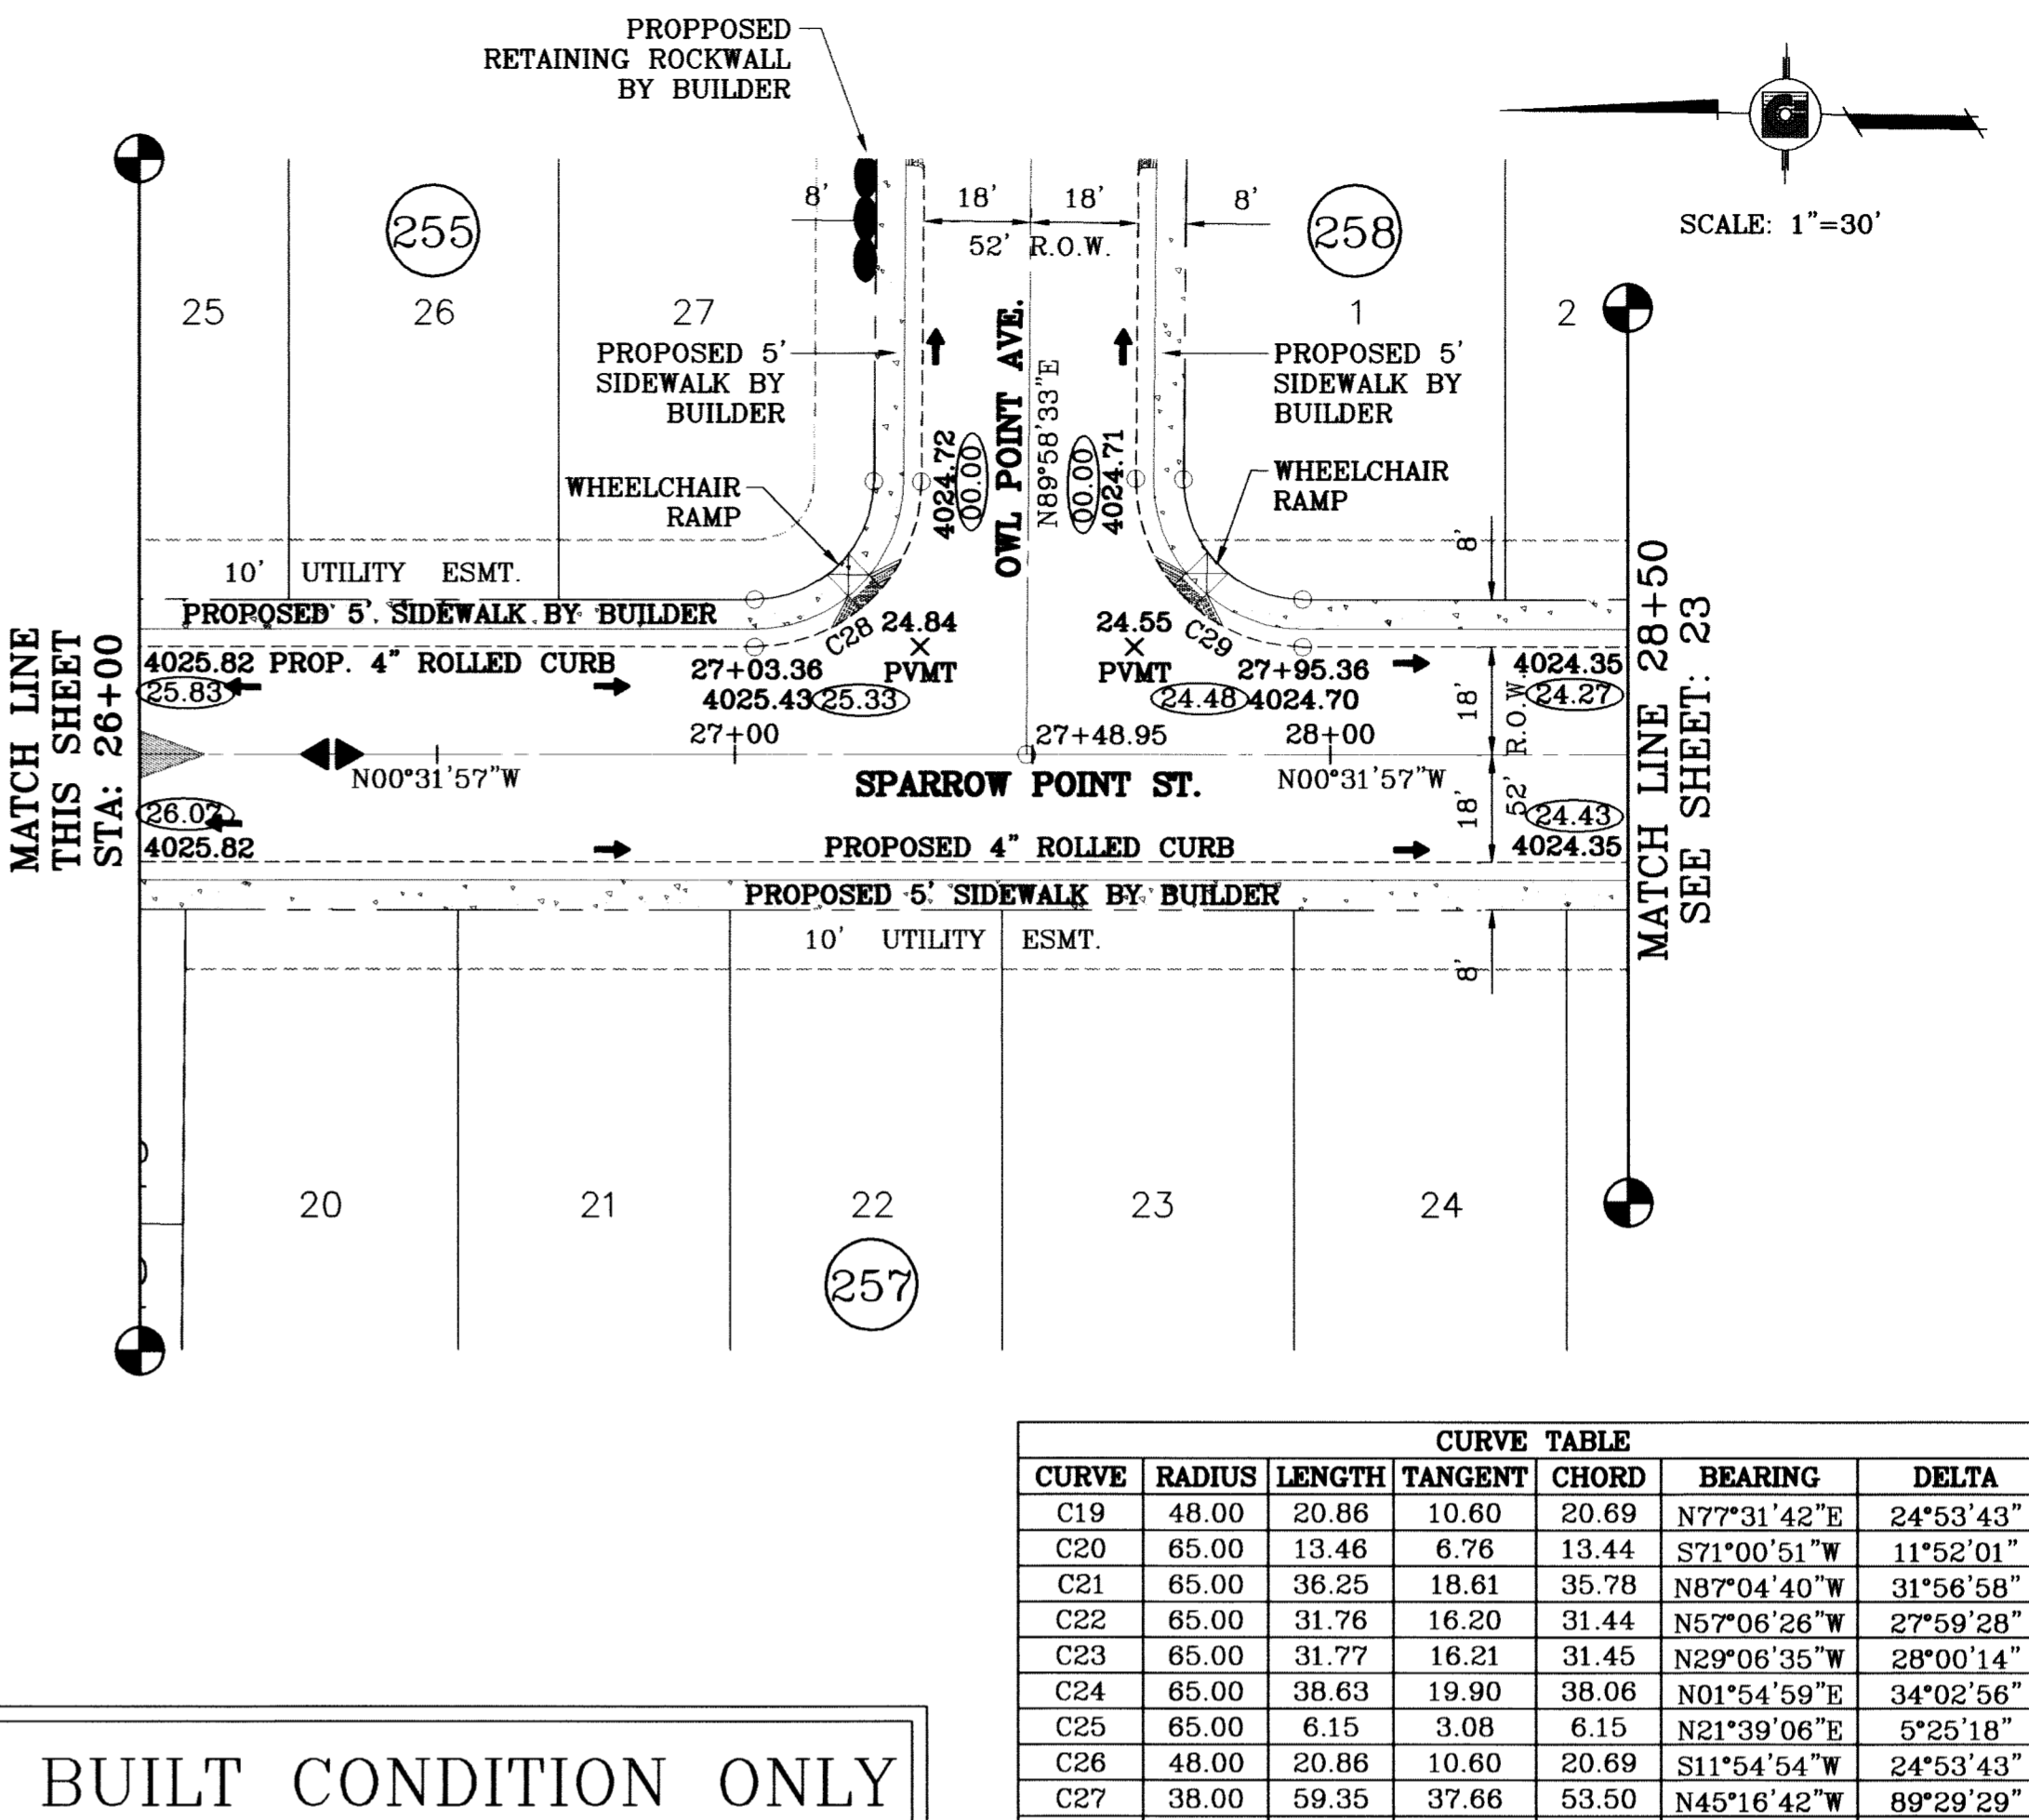 PROPPOSED
RETAINING ROCKWALL
BY BUILDER
SCALE: 1"=30'
8'
18'
18'
8'
52' R.O.W.
255
258
25
26
27
1
2
PROPOSED 5'
SIDEWALK BY
BUILDER
PROPOSED 5'
SIDEWALK BY
BUILDER
OWL POINT AVE.
N89°58'33"E
4024.72
00.00
00.00
4024.71
WHEELCHAIR
RAMP
WHEELCHAIR
RAMP
8'
10' UTILITY ESMT.
PROPOSED 5' SIDEWALK BY BUILDER
MATCH LINE
THIS SHEET
STA: 26+00
MATCH LINE 28+50
SEE SHEET: 23
4025.82 PROP. 4" ROLLED CURB
25.83
C28
24.84
PVMT
24.55
PVMT
C29
27+03.36
4025.43
25.33
27+95.36
24.48
4024.70
4024.35
24.27
18'
52' R.O.W.
18'
27+00
27+48.95
28+00
N00°31'57"W
SPARROW POINT ST.
N00°31'57"W
26.07
4025.82
PROPOSED 4" ROLLED CURB
24.43
4024.35
PROPOSED 5' SIDEWALK BY BUILDER
10' UTILITY ESMT.
8'
20
21
22
23
24
257
CURVE TABLE
CURVE RADIUS LENGTH TANGENT CHORD BEARING DELTA
C19 48.00 20.86 10.60 20.69 N77°31'42"E 24°53'43"
C20 65.00 13.46 6.76 13.44 S71°00'51"W 11°52'01"
C21 65.00 36.25 18.61 35.78 N87°04'40"W 31°56'58"
C22 65.00 31.76 16.20 31.44 N57°06'26"W 27°59'28"
C23 65.00 31.77 16.21 31.45 N29°06'35"W 28°00'14"
C24 65.00 38.63 19.90 38.06 N01°54'59"E 34°02'56"
C25 65.00 6.15 3.08 6.15 N21°39'06"E 5°25'18"
C26 48.00 20.86 10.60 20.69 S11°54'54"W 24°53'43"
C27 38.00 59.35 37.66 53.50 N45°16'42"W 89°29'29"
BUILT CONDITION ONLY